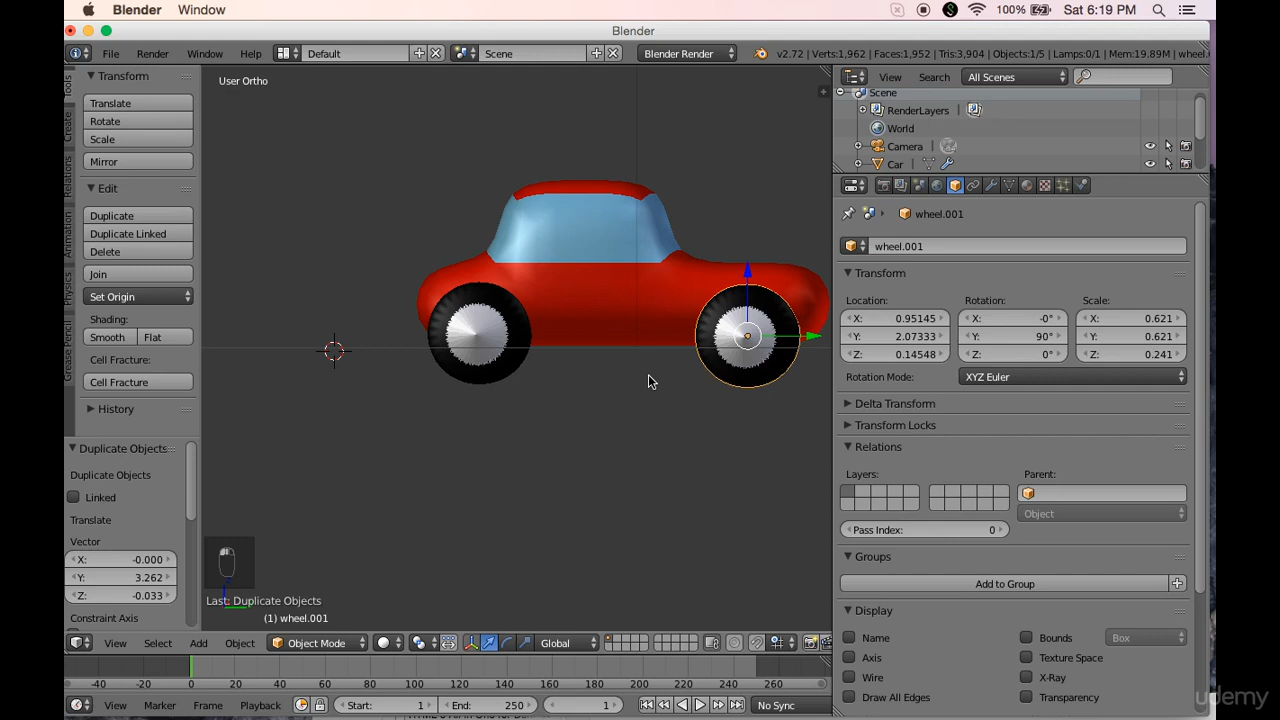 Blender Window 100% Sat 6:19 PM
Blender
File Render Window Help Default Scene Blender Render v2.72 | Verts:1,962 | Faces:1,952 | Tris:3,904 | Objects:1/5 | Lamps:0/1 | Mem:19.89M | wheel.
User Ortho
Tools
Create
Relations
Animation
Physics
Grease Pencil
Transform
Translate
Rotate
Scale
Mirror
Edit
Duplicate
Duplicate Linked
Delete
Join
Set Origin
Shading:
Smooth Flat
Cell Fracture:
Cell Fracture
History
Duplicate Objects
Duplicate Objects
Linked
Translate
Vector
X: -0.000
Y: 3.262
Z: -0.033
Constraint Axis
Last: Duplicate Objects
(1) wheel.001
View Select Add Object Object Mode Global
-40 -20 0 20 40 60 80 100 120 140 160 180 200 220 240 260
View Marker Frame Playback Start: 1 End: 250 1 No Sync
View Search All Scenes
Scene
RenderLayers
World
Camera
Car
wheel.001
wheel.001
Transform
Location: Rotation: Scale:
X: 0.95145 X: -0° X: 0.621
Y: 2.07333 Y: 90° Y: 0.621
Z: 0.14548 Z: 0° Z: 0.241
Rotation Mode: XYZ Euler
Delta Transform
Transform Locks
Relations
Layers: Parent:
Object
Pass Index: 0
Groups
Add to Group
Display
Name Bounds Box
Axis Texture Space
Wire X-Ray
Draw All Edges Transparency
udemy